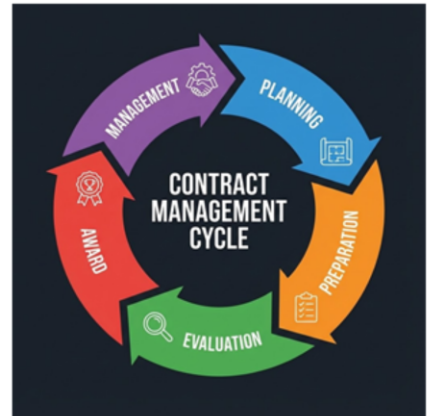 CONTRACT
MANAGEMENT
CYCLE
PLANNING
PREPARATION
EVALUATION
AWARD
MANAGEMENT